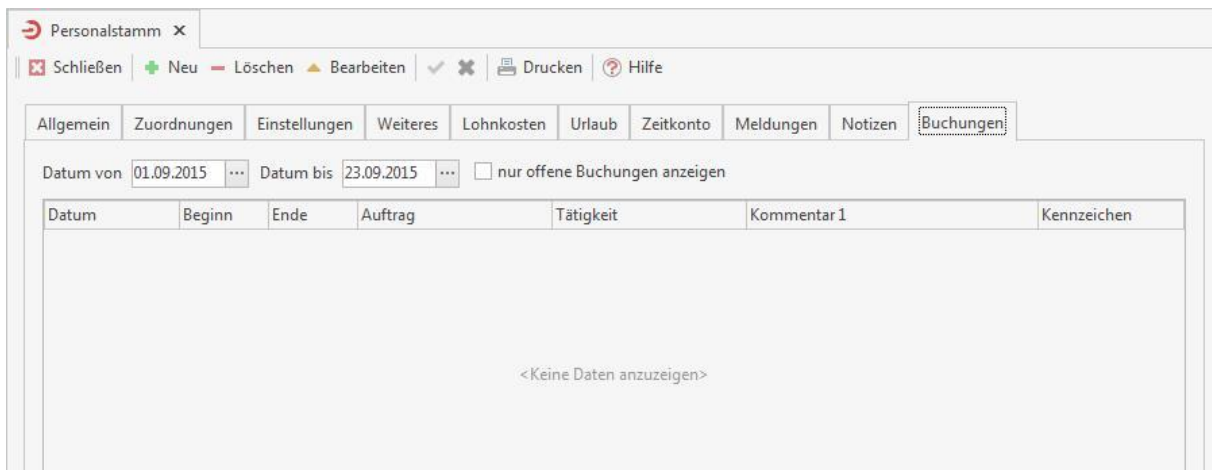 Personalstamm
Schließen Neu Löschen Bearbeiten Drucken Hilfe
Allgemein Zuordnungen Einstellungen Weiteres Lohnkosten Urlaub Zeitkonto Meldungen Notizen Buchungen
Datum von 01.09.2015 ... Datum bis 23.09.2015 ... nur offene Buchungen anzeigen
Datum Beginn Ende Auftrag Tätigkeit Kommentar 1 Kennzeichen
<Keine Daten anzuzeigen>